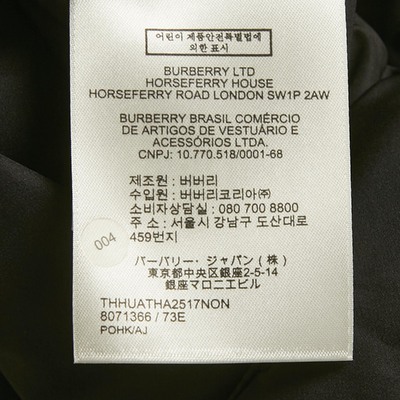 어린이 제품안전특별법에
의한 표시
BURBERRY LTD
HORSEFERRY HOUSE
HORSEFERRY ROAD LONDON SW1P 2AW
BURBERRY BRASIL COMÉRCIO
DE ARTIGOS DE VESTUÁRIO E
ACESSÓRIOS LTDA.
CNPJ: 10.770.518/0001-68
제조원 : 버버리
수입원 : 버버리코리아㈜
소비자상담실 : 080 700 8800
주 소 : 서울시 강남구 도산대로
459번지
004
バーバリー・ジャパン(株)
東京都中央区銀座2-5-14
銀座マロニエビル
THHUATHA2517NON
8071366 / 73E
POHK/AJ